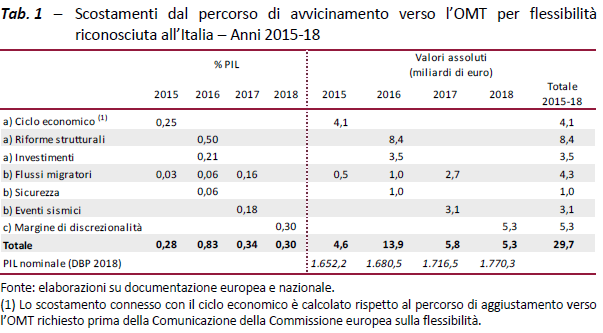 Tab. 1 – Scostamenti dal percorso di avvicinamento verso l’OMT per flessibilità
riconosciuta all’Italia – Anni 2015-18
% PIL Valori assoluti
(miliardi di euro)
2015 2016 2017 2018 2015 2016 2017 2018 Totale
2015-18
a) Ciclo economico (1) 0,25 4,1 4,1
a) Riforme strutturali 0,50 8,4 8,4
a) Investimenti 0,21 3,5 3,5
b) Flussi migratori 0,03 0,06 0,16 0,5 1,0 2,7 4,3
b) Sicurezza 0,06 1,0 1,0
b) Eventi sismici 0,18 3,1 3,1
c) Margine di discrezionalità 0,30 5,3 5,3
Totale 0,28 0,83 0,34 0,30 4,6 13,9 5,8 5,3 29,7
PIL nominale (DBP 2018) 1.652,2 1.680,5 1.716,5 1.770,3
Fonte: elaborazioni su documentazione europea e nazionale.
(1) Lo scostamento connesso con il ciclo economico è calcolato rispetto al percorso di aggiustamento verso
l’OMT richiesto prima della Comunicazione della Commissione europea sulla flessibilità.